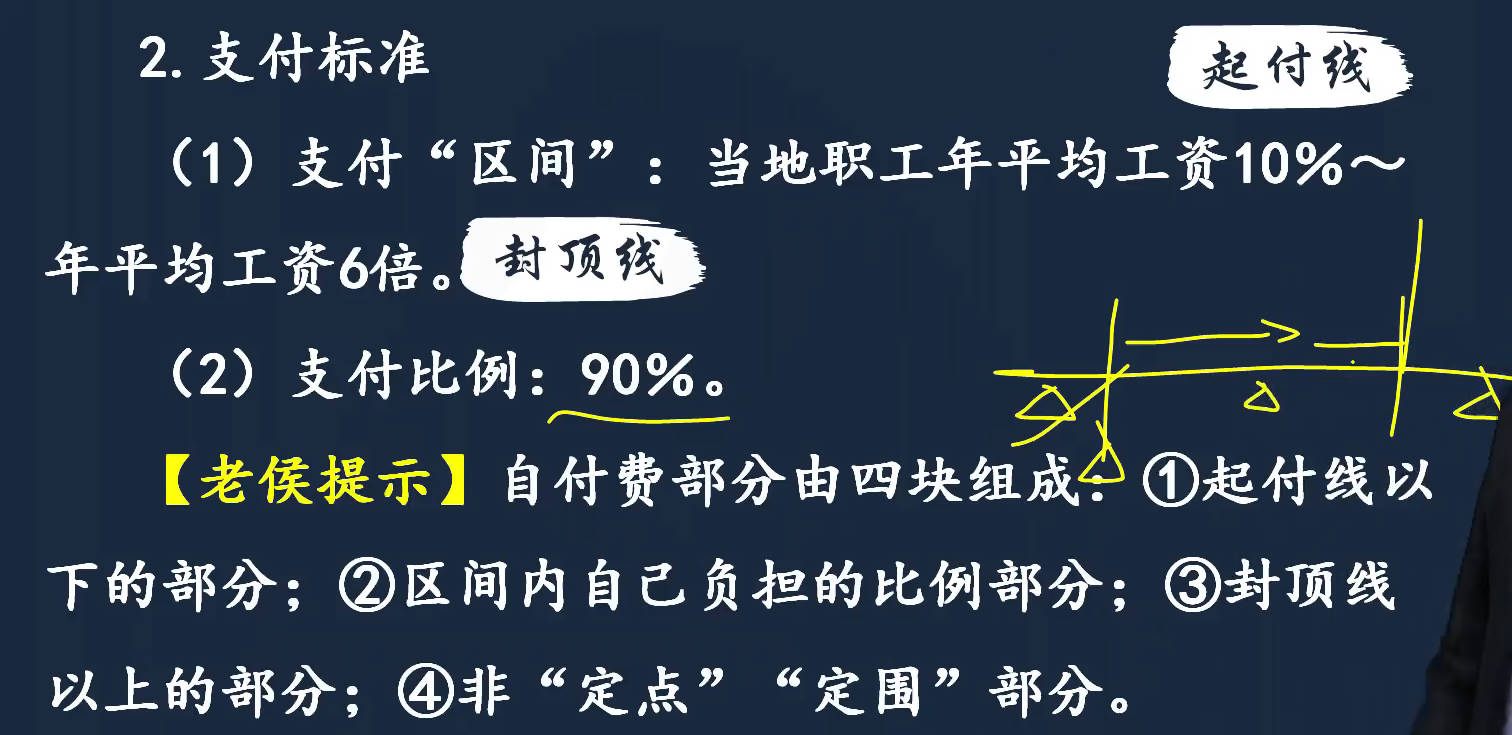 2.支付标准
起付线
（1）支付“区间”：当地职工年平均工资10%～
年平均工资6倍。封顶线
（2）支付比例：90%。
【老侯提示】自付费部分由四块组成：①起付线以
下的部分；②区间内自己负担的比例部分；③封顶线
以上的部分；④非“定点”“定围”部分。